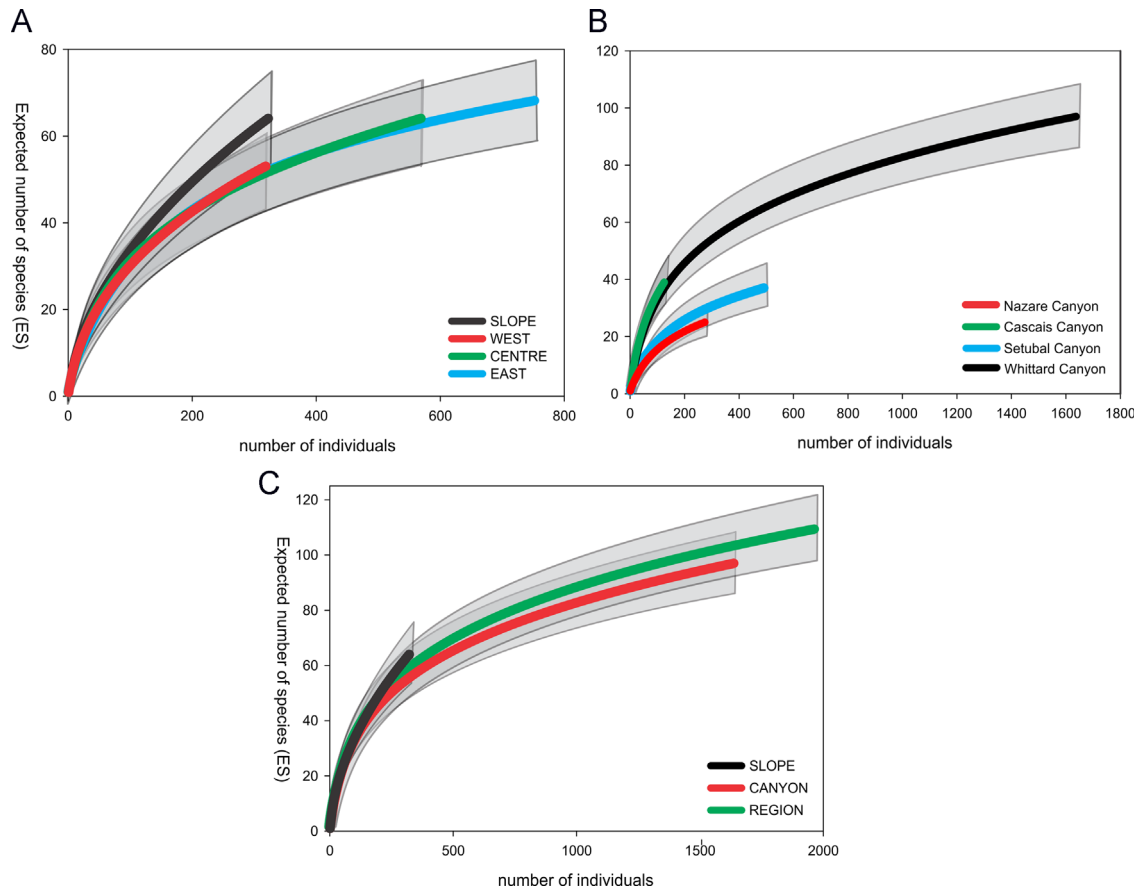 A
Expected number of species (ES)
80
60
40
20
0
0 200 400 600 800
number of individuals
SLOPE
WEST
CENTRE
EAST
B
120
100
80
60
40
20
0
0 200 400 600 800 1000 1200 1400 1600 1800
number of individuals
Nazare Canyon
Cascais Canyon
Setubal Canyon
Whittard Canyon
C
Expected number of species (ES)
120
100
80
60
40
20
0
0 500 1000 1500 2000
number of individuals
SLOPE
CANYON
REGION